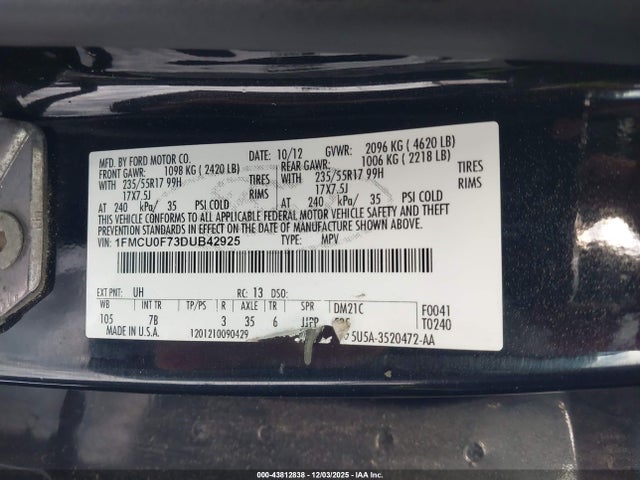 MFD. BY FORD MOTOR CO. DATE: 10/12 GVWR: 2096 KG ( 4620 LB)
FRONT GAWR: 1098 KG ( 2420 LB) REAR GAWR: 1006 KG ( 2218 LB)
WITH 235/55R17 99H TIRES WITH 235/55R17 99H TIRES
17X7.5J RIMS 17X7.5J RIMS
AT 240 kPa/ 35 PSI COLD AT 240 kPa/ 35 PSI COLD
THIS VEHICLE CONFORMS TO ALL APPLICABLE FEDERAL MOTOR VEHICLE SAFETY AND THEFT
PREVENTION STANDARDS IN EFFECT ON THE DATE OF MANUFACTURE SHOWN ABOVE.
VIN: 1FMCU0F73DUB42925 TYPE: MPV
EXT PNT: UH RC: 13 DSO:
WB INT TR TP/PS R AXLE TR SPR DM21C F0041
105 7B 3 35 6 JJPP T0240
MADE IN U.S.A. 1201210090429 5U5A-3520472-AA
000-43812838 - 12/03/2025 - IAA Inc.